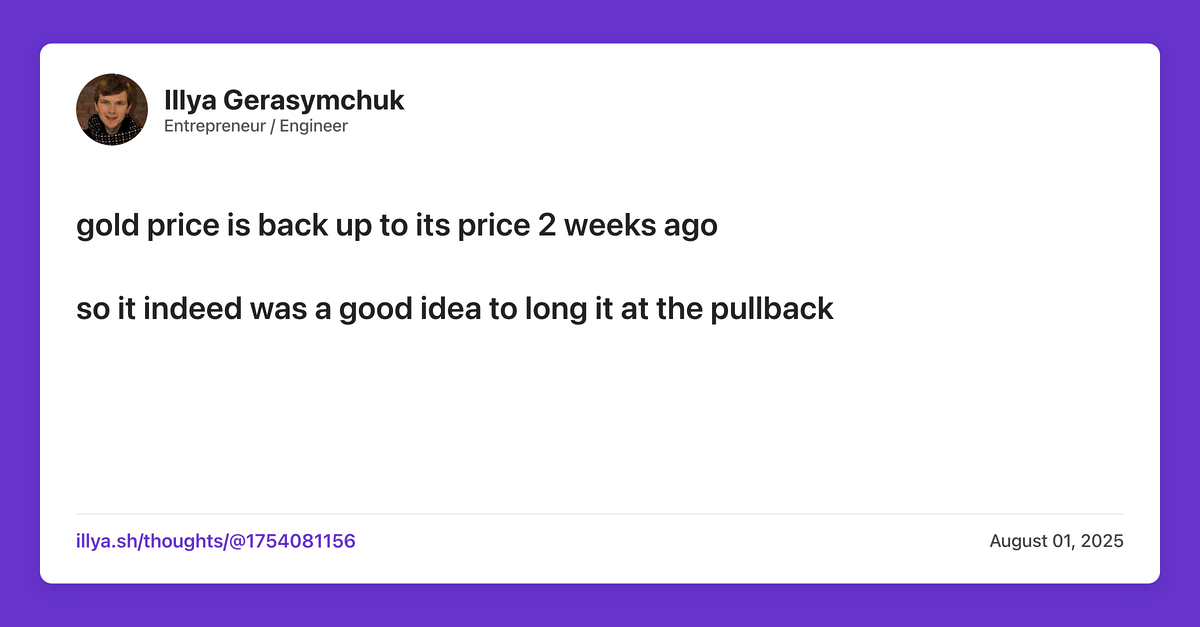 Illya Gerasymchuk
Entrepreneur / Engineer
gold price is back up to its price 2 weeks ago
so it indeed was a good idea to long it at the pullback
illya.sh/thoughts/@1754081156
August 01, 2025